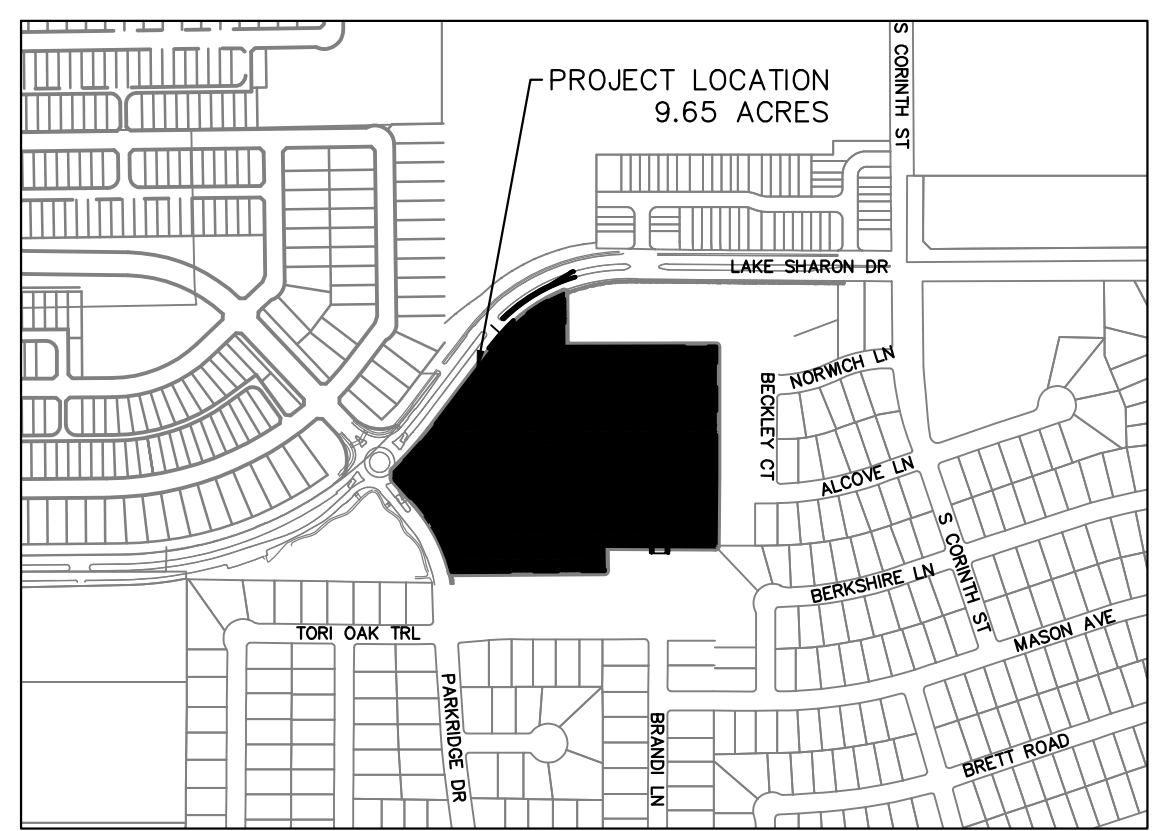 S CORINTH ST
PROJECT LOCATION
9.65 ACRES
LAKE SHARON DR
NORWICH LN
BECKLEY CT
ALCOVE LN
S CORINTH ST
BERKSHIRE LN
MASON AVE
TORI OAK TRL
PARKRIDGE DR
BRANDI LN
BRETT ROAD